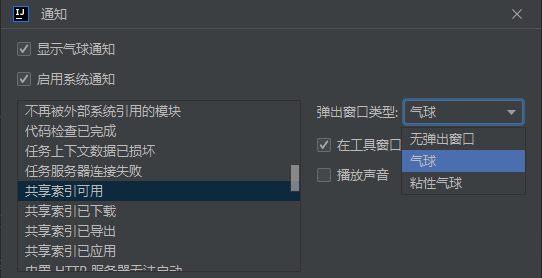 IJ 通知
显示气球通知
启用系统通知
不再被外部系统引用的模块
代码检查已完成
任务上下文数据已损坏
任务服务器连接失败
共享索引可用
共享索引已下载
共享索引已导出
共享索引已应用
内置 HTTP 服务器无法启动
弹出窗口类型: 气球
无弹出窗口
气球
粘性气球
在工具窗口
播放声音